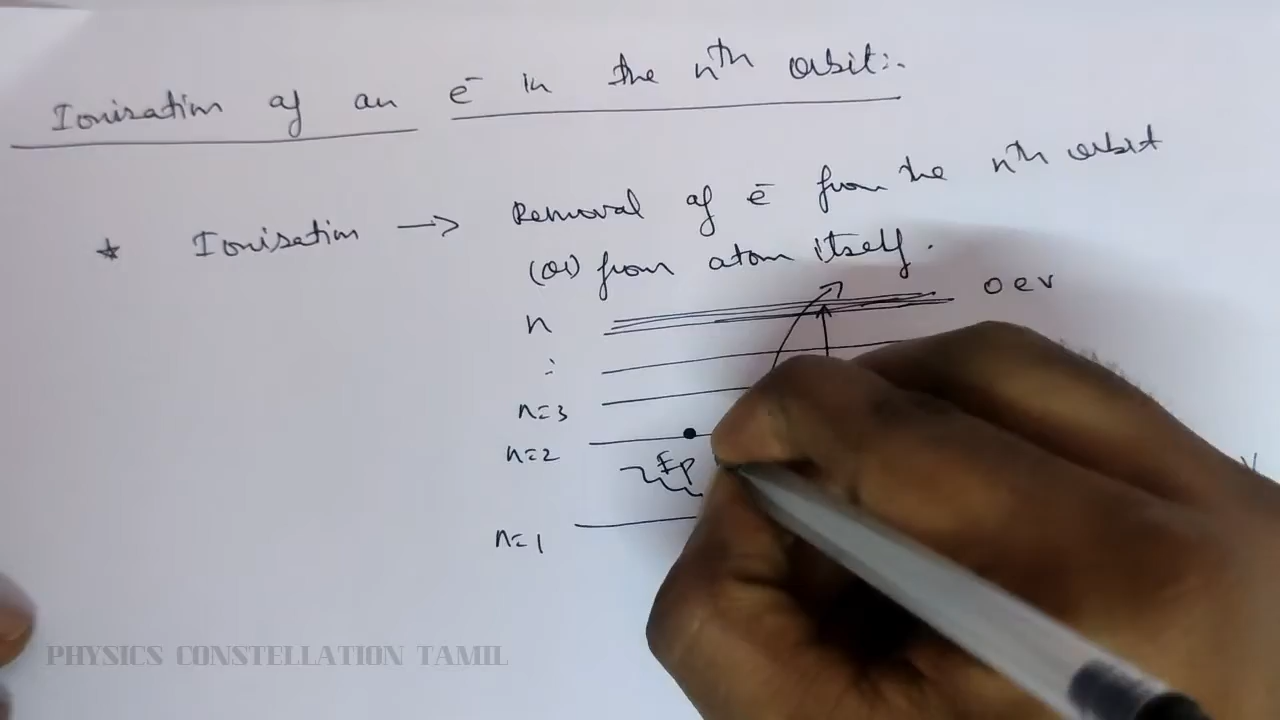 Ionisation of an e⁻ in the nth orbit:-
* Ionisation → Removal of e⁻ from the nth orbit
(or) from atom itself.
n 0 ev
:
n=3
n=2
Ep
n=1
PHYSICS CONSTELLATION TAMIL